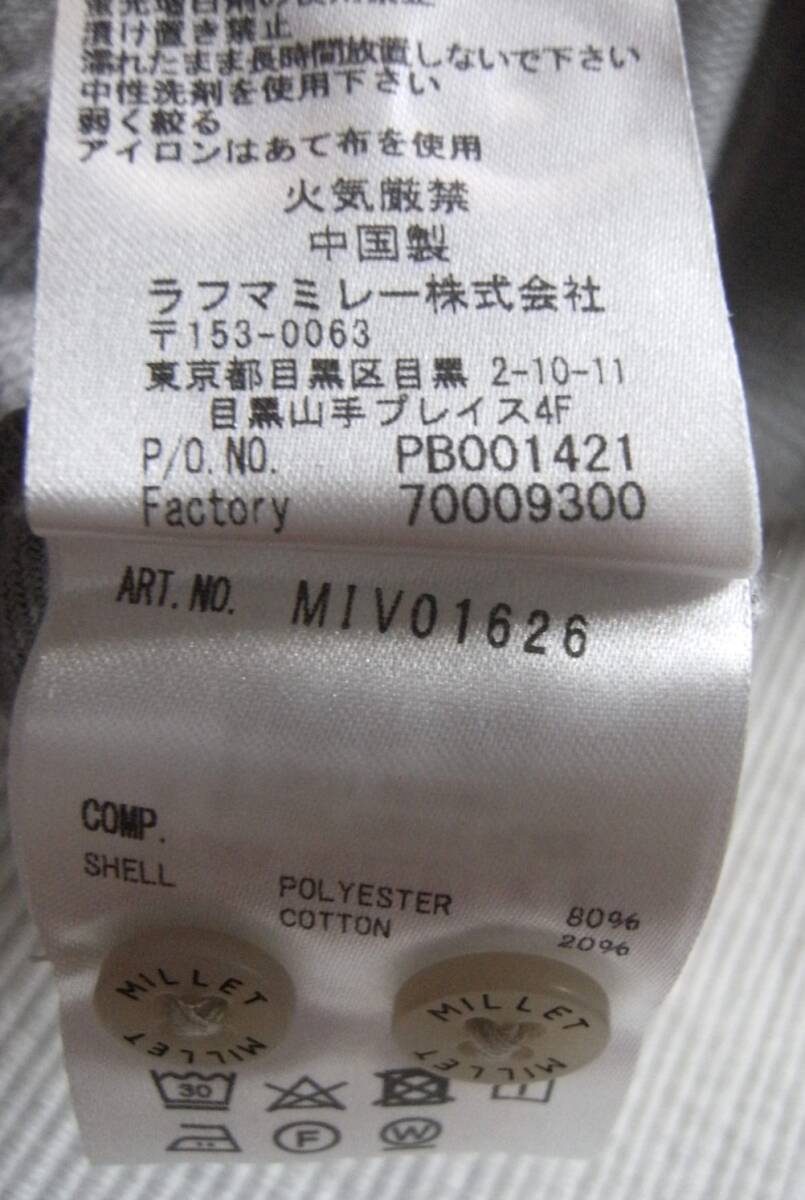 漬け置き禁止
濡れたまま長時間放置しないで下さい
中性洗剤を使用下さい
弱く絞る
アイロンはあて布を使用
火気厳禁
中国製
ラフマミレー株式会社
〒153-0063
東京都目黒区目黒 2-10-11
目黒山手プレイス4F
P/O.NO. PB001421
Factory 70009300
ART.NO. MIV01626
COMP.
SHELL POLYESTER 80%
COTTON 20%
MILLET MILLET
MILLET MILLET
30
F W